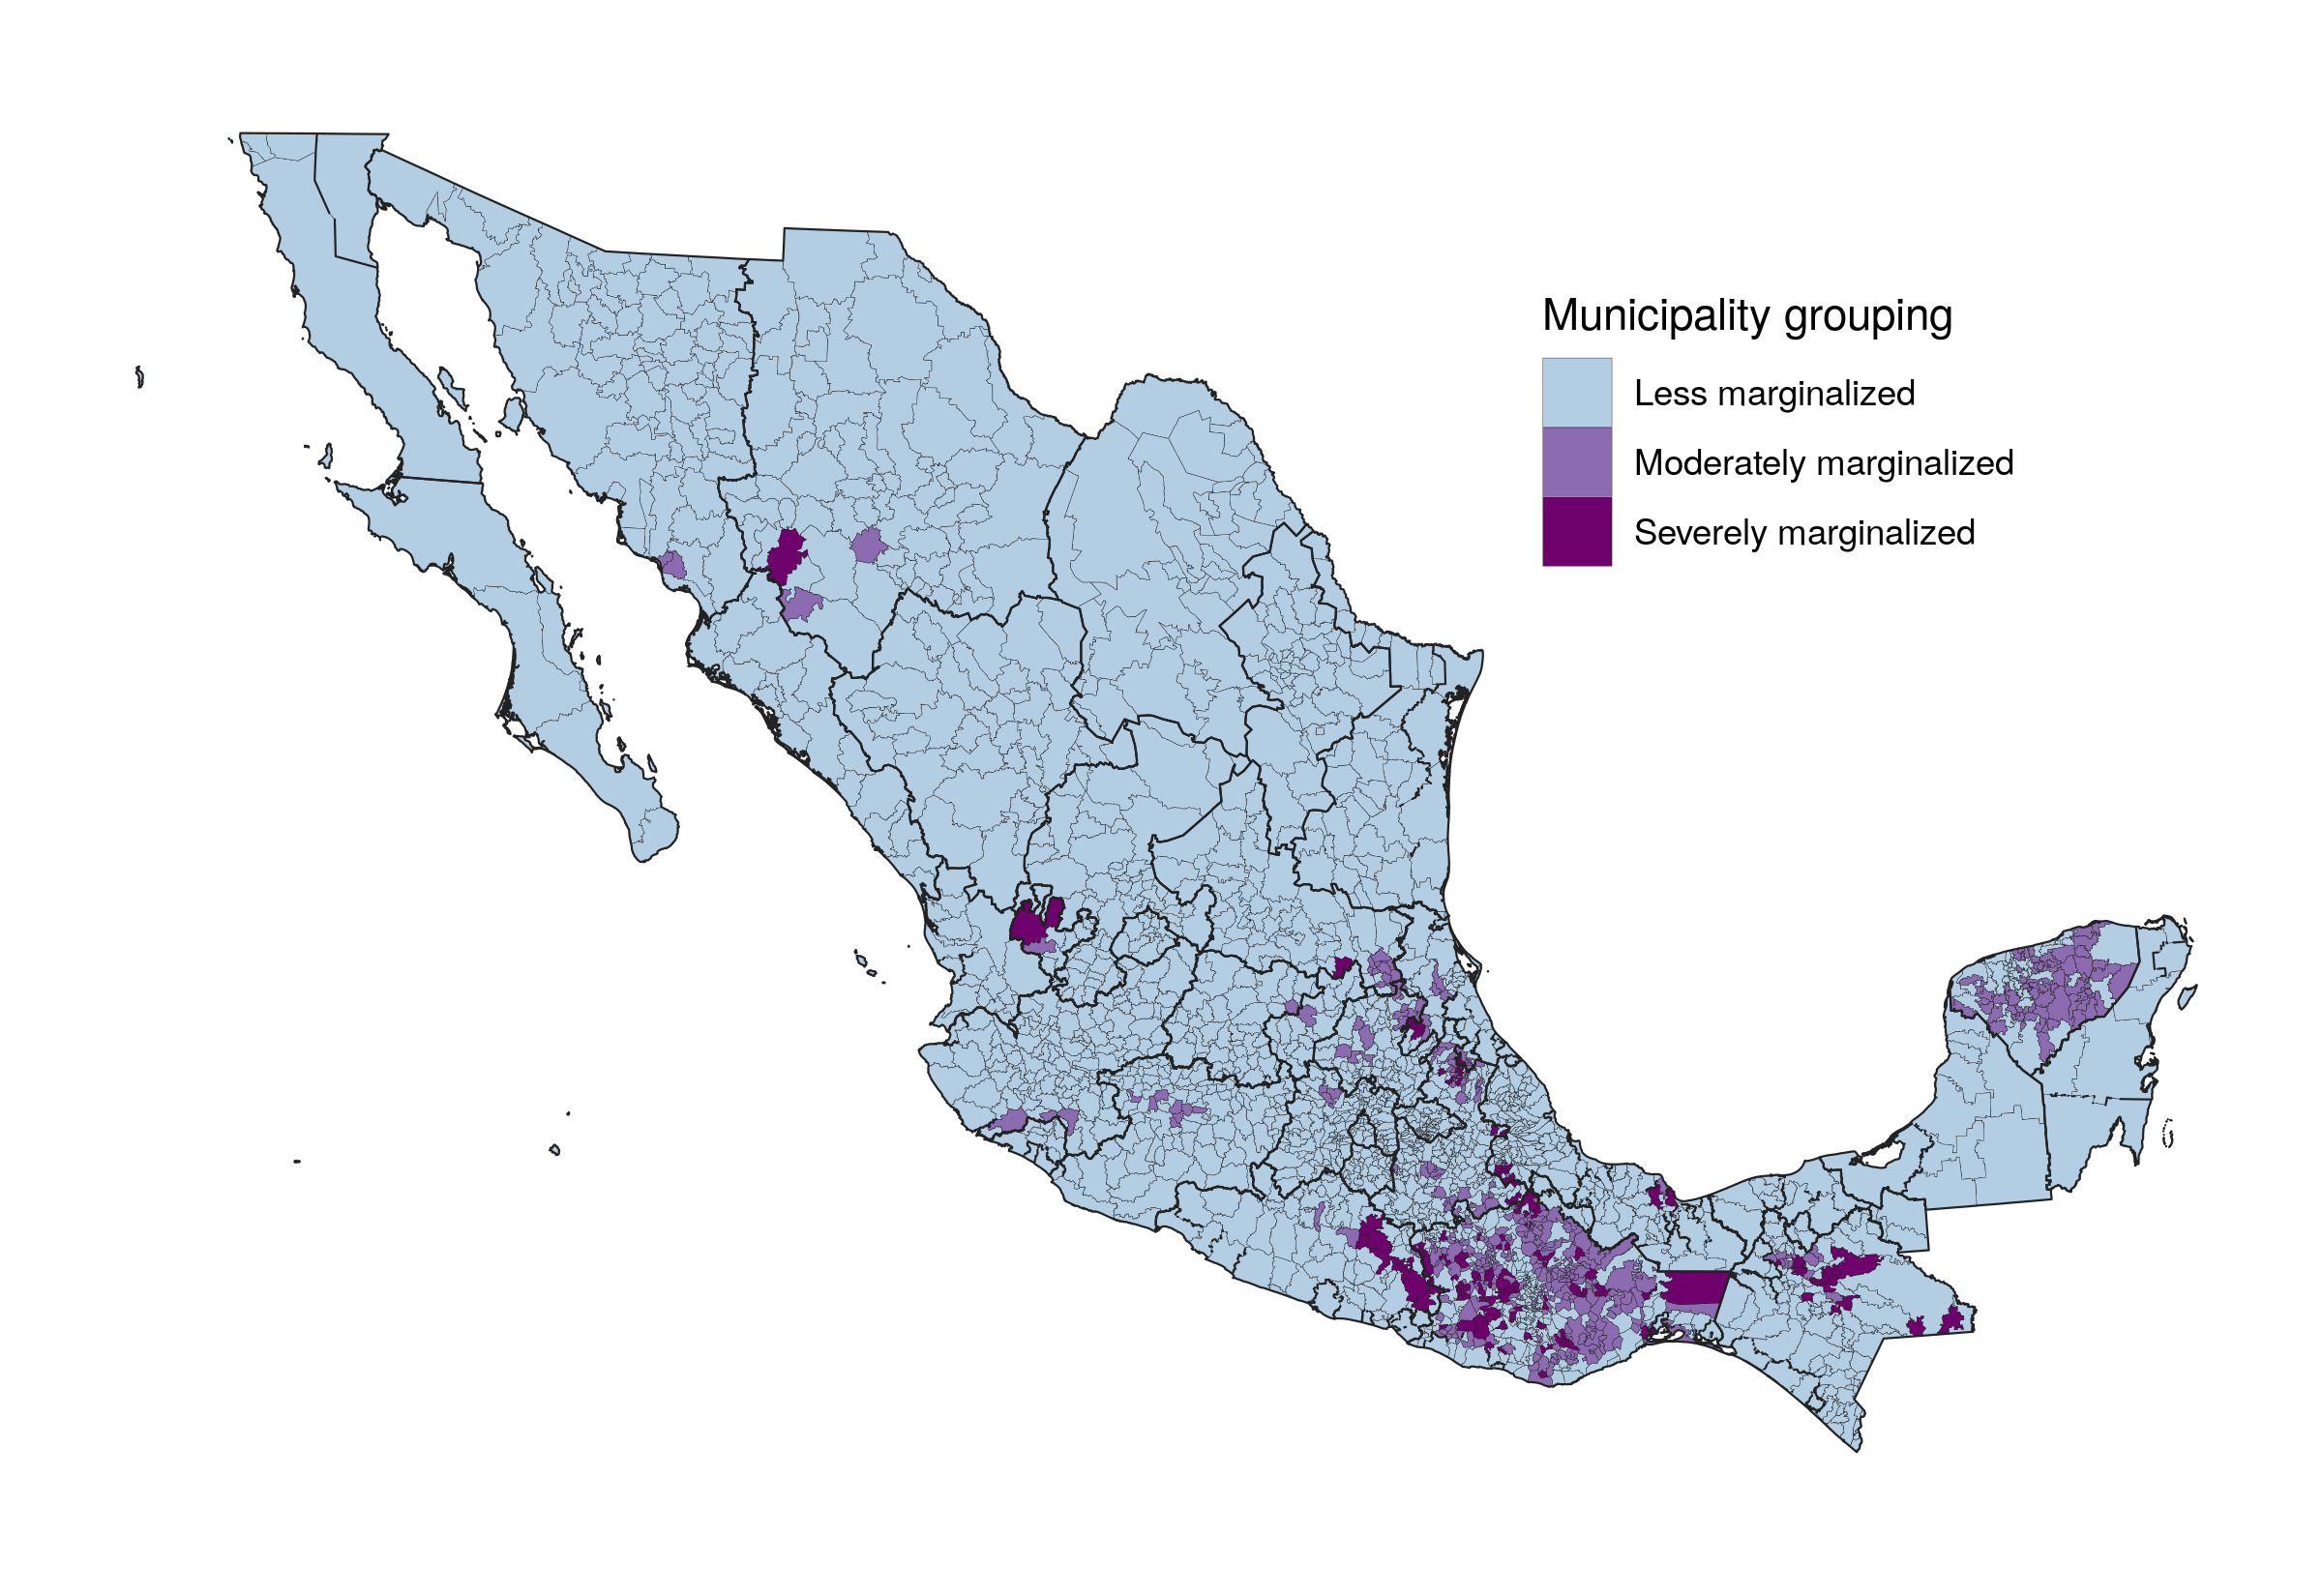 Municipality grouping
Less marginalized
Moderately marginalized
Severely marginalized